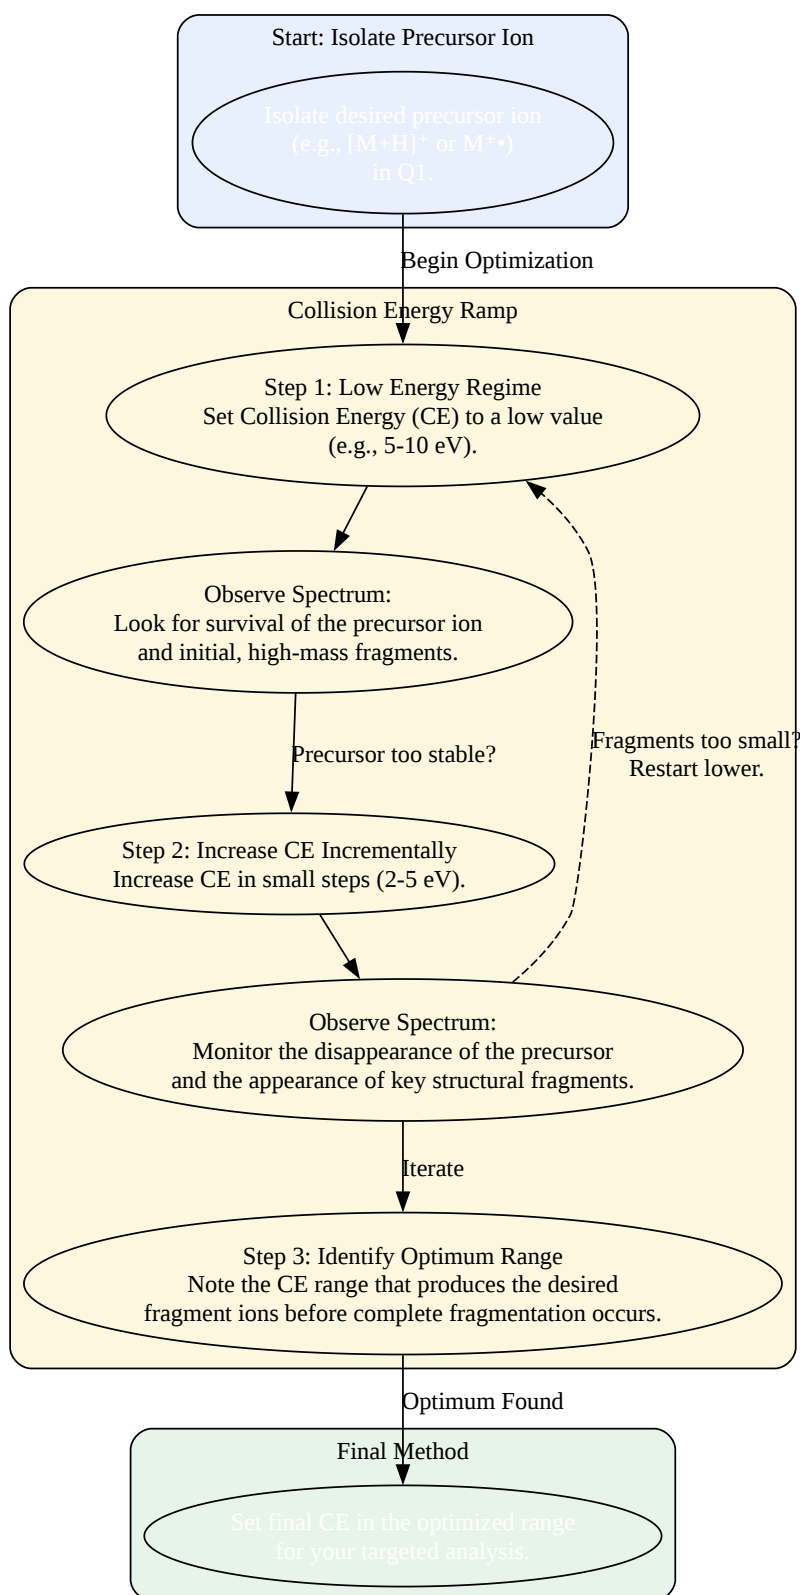 Start: Isolate Precursor Ion
Isolate desired precursor ion
(e.g., [M+H]⁺ or M⁺•)
in Q1.
Begin Optimization
Collision Energy Ramp
Step 1: Low Energy Regime
Set Collision Energy (CE) to a low value
(e.g., 5-10 eV).
Observe Spectrum:
Look for survival of the precursor ion
and initial, high-mass fragments.
Fragments too small?
Restart lower.
Precursor too stable?
Step 2: Increase CE Incrementally
Increase CE in small steps (2-5 eV).
Observe Spectrum:
Monitor the disappearance of the precursor
and the appearance of key structural fragments.
Iterate
Step 3: Identify Optimum Range
Note the CE range that produces the desired
fragment ions before complete fragmentation occurs.
Optimum Found
Final Method
Set final CE in the optimized range
for your targeted analysis.